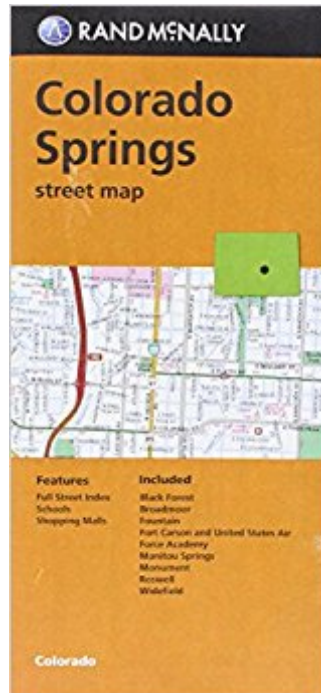 RAND McNALLY
Colorado
Springs
street map
Features
Full Street Index
Schools
Shopping Malls
Included
Black Forest
Broadmoor
Fountain
Fort Carson and United States Air
Force Academy
Manitou Springs
Monument
Roswell
Widefield
Colorado